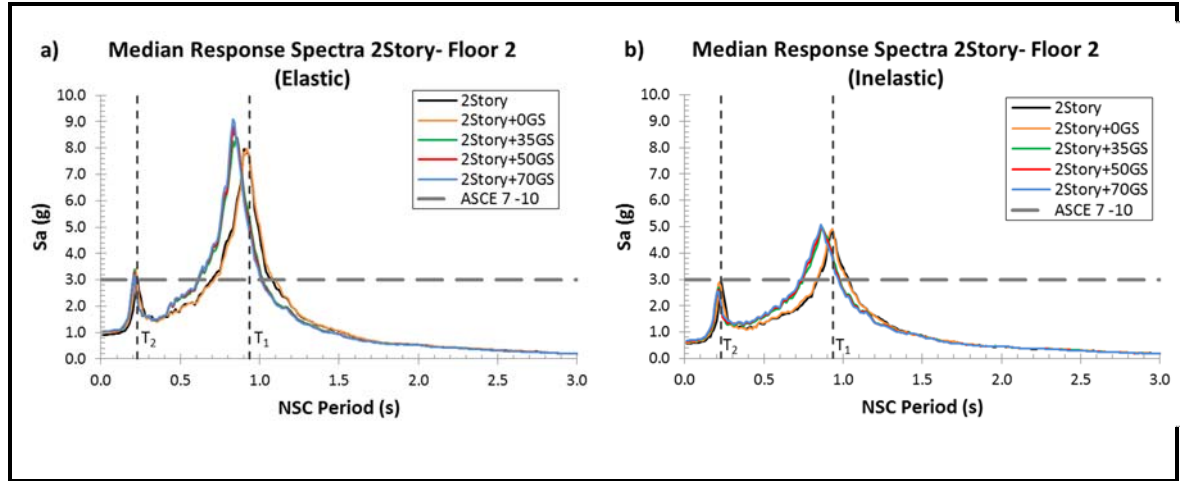 a) Median Response Spectra 2Story- Floor 2
(Elastic)
10.0
9.0
8.0
7.0
6.0
5.0
4.0
3.0
2.0
1.0
0.0
Sa (g)
2Story
2Story+0GS
2Story+35GS
2Story+50GS
2Story+70GS
ASCE 7 -10
T2
T1
0.0 0.5 1.0 1.5 2.0 2.5 3.0
NSC Period (s)
b) Median Response Spectra 2Story- Floor 2
(Inelastic)
10.0
9.0
8.0
7.0
6.0
5.0
4.0
3.0
2.0
1.0
0.0
Sa (g)
2Story
2Story+0GS
2Story+35GS
2Story+50GS
2Story+70GS
ASCE 7 -10
T2
T1
0.0 0.5 1.0 1.5 2.0 2.5 3.0
NSC Period (s)